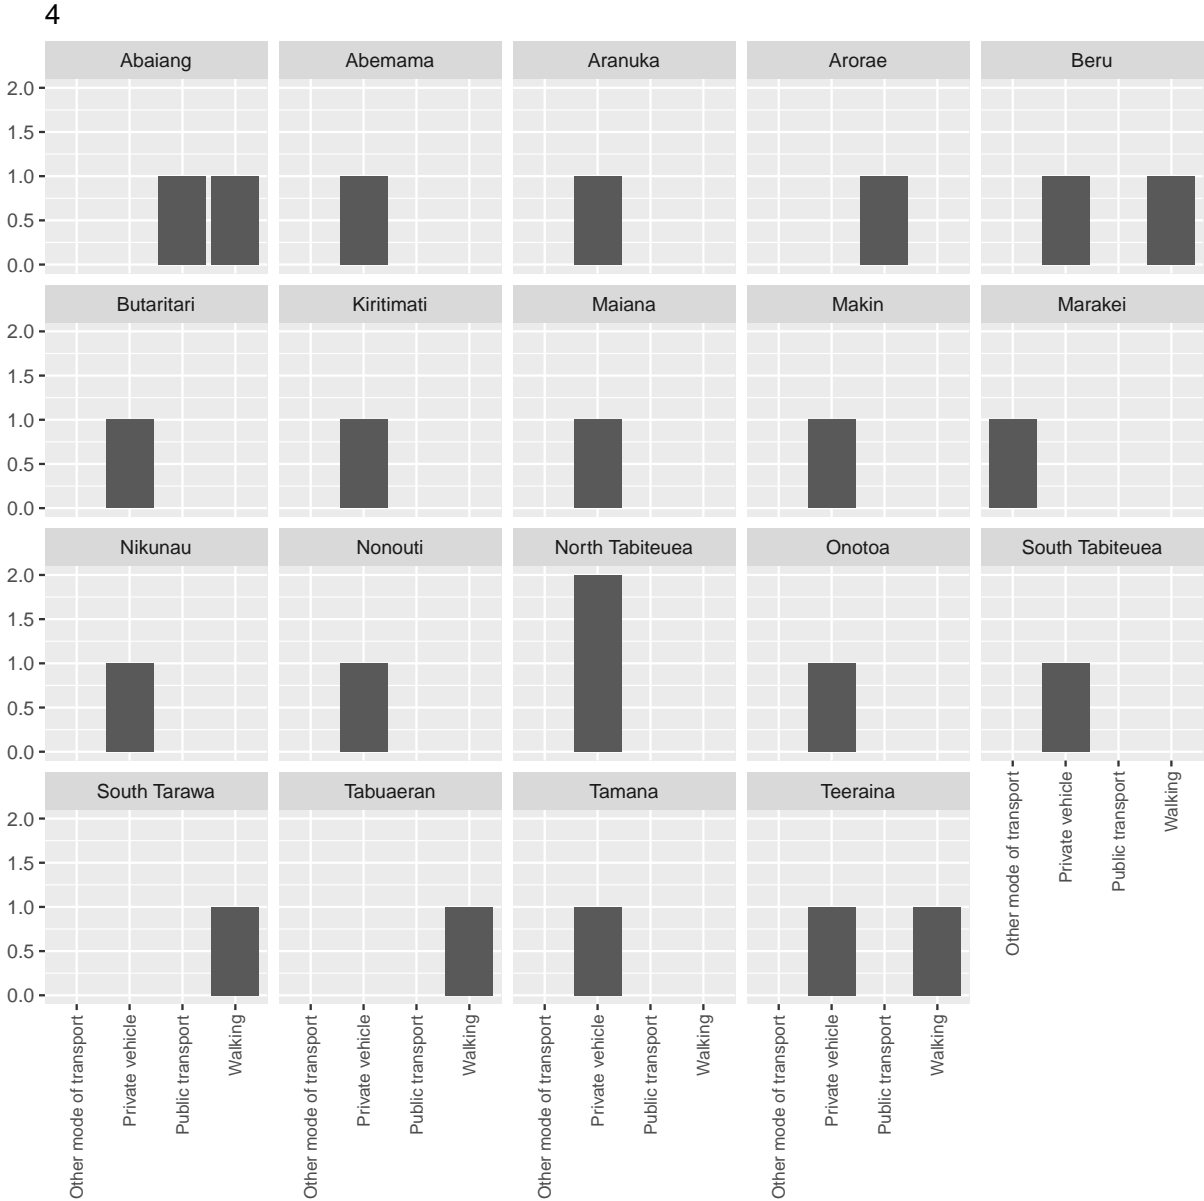 4
Abaiang Abemama Aranuka Arorae Beru
2.0
1.5
1.0
0.5
0.0
Butaritari Kiritimati Maiana Makin Marakei
2.0
1.5
1.0
0.5
0.0
Nikunau Nonouti North Tabiteuea Onotoa South Tabiteuea
2.0
1.5
1.0
0.5
0.0
South Tarawa Tabuaeran Tamana Teeraina
2.0
1.5
1.0
0.5
0.0
Other mode of transport
Private vehicle
Public transport
Walking
Other mode of transport
Private vehicle
Public transport
Walking
Other mode of transport
Private vehicle
Public transport
Walking
Other mode of transport
Private vehicle
Public transport
Walking
Other mode of transport
Private vehicle
Public transport
Walking